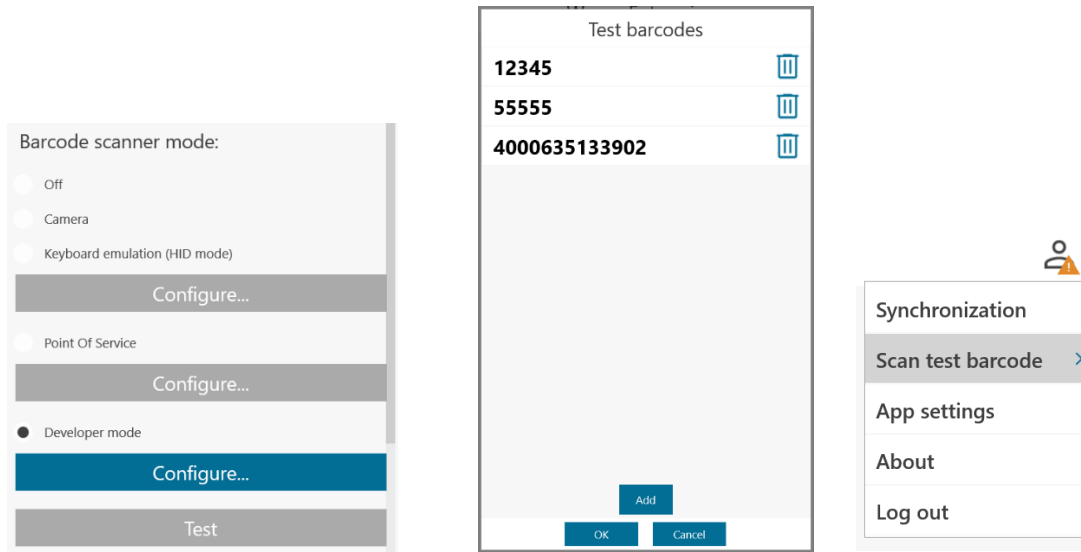 Barcode scanner mode:
Off
Camera
Keyboard emulation (HID mode)
Configure...
Point Of Service
Configure...
Developer mode
Configure...
Test
Test barcodes
12345
55555
4000635133902
Add
OK Cancel
Synchronization
Scan test barcode
App settings
About
Log out